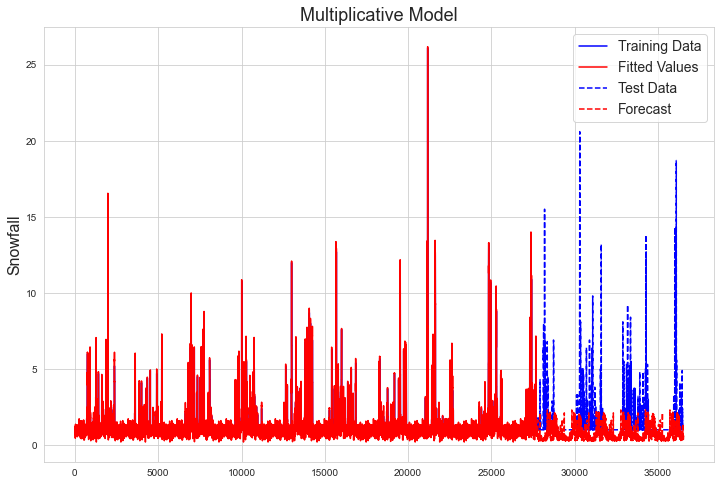 Multiplicative Model
Training Data
Fitted Values
Test Data
Forecast
Snowfall
25
20
15
10
5
0
0 5000 10000 15000 20000 25000 30000 35000